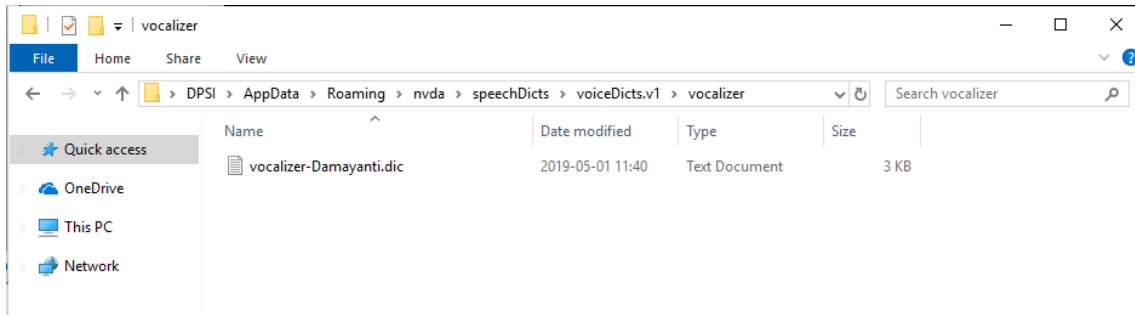 vocalizer
File Home Share View
DPSI > AppData > Roaming > nvda > speechDicts > voiceDicts.v1 > vocalizer Search vocalizer
Name Date modified Type Size
Quick access
vocalizer-Damayanti.dic 2019-05-01 11:40 Text Document 3 KB
OneDrive
This PC
Network